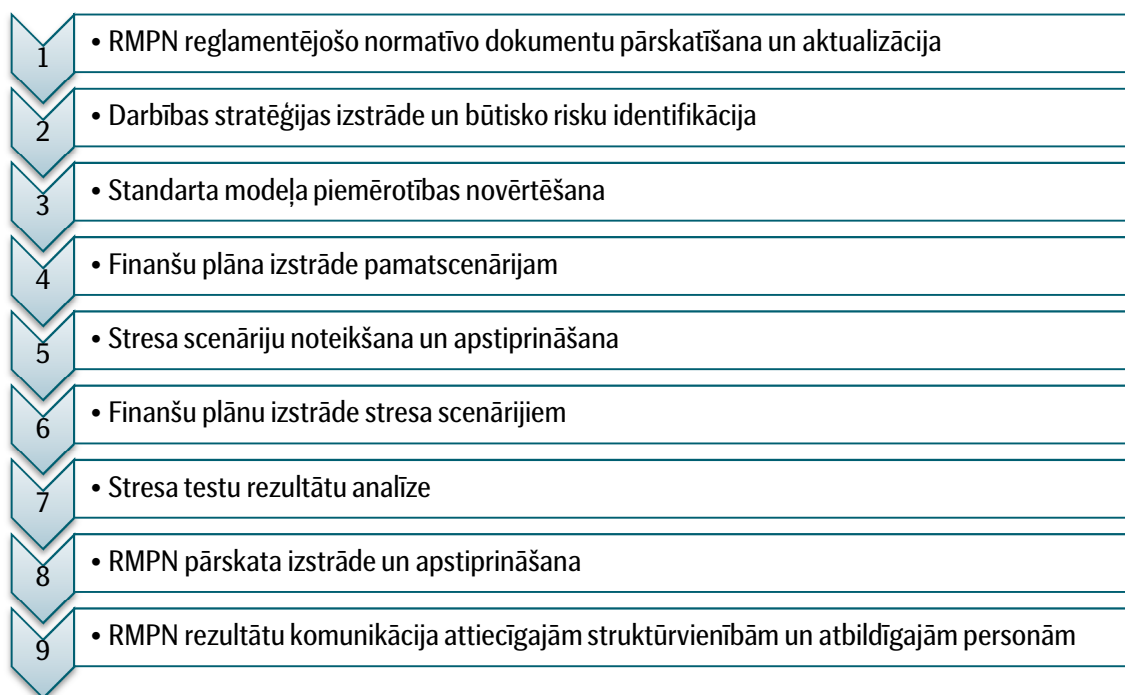 1 • RMPN reglamentējošo normatīvo dokumentu pārskatīšana un aktualizācija
2 • Darbības stratēģijas izstrāde un būtisko risku identifikācija
3 • Standarta modeļa piemērotības novērtēšana
4 • Finanšu plāna izstrāde pamatscenārijam
5 • Stresa scenāriju noteikšana un apstiprināšana
6 • Finanšu plānu izstrāde stresa scenārijiem
7 • Stresa testu rezultātu analīze
8 • RMPN pārskata izstrāde un apstiprināšana
9 • RMPN rezultātu komunikācija attiecīgajām struktūrvienībām un atbildīgajām personām